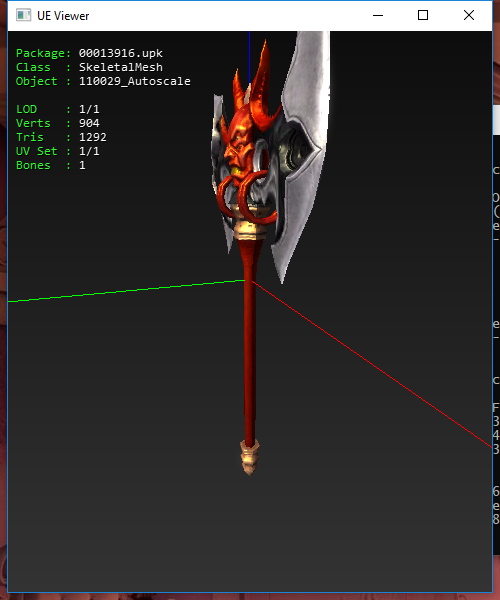 UE Viewer
Package: 00013916.upk
Class  : SkeletalMesh
Object : 110029_Autoscale
LOD    : 1/1
Verts  : 904
Tris   : 1292
UV Set : 1/1
Bones  : 1